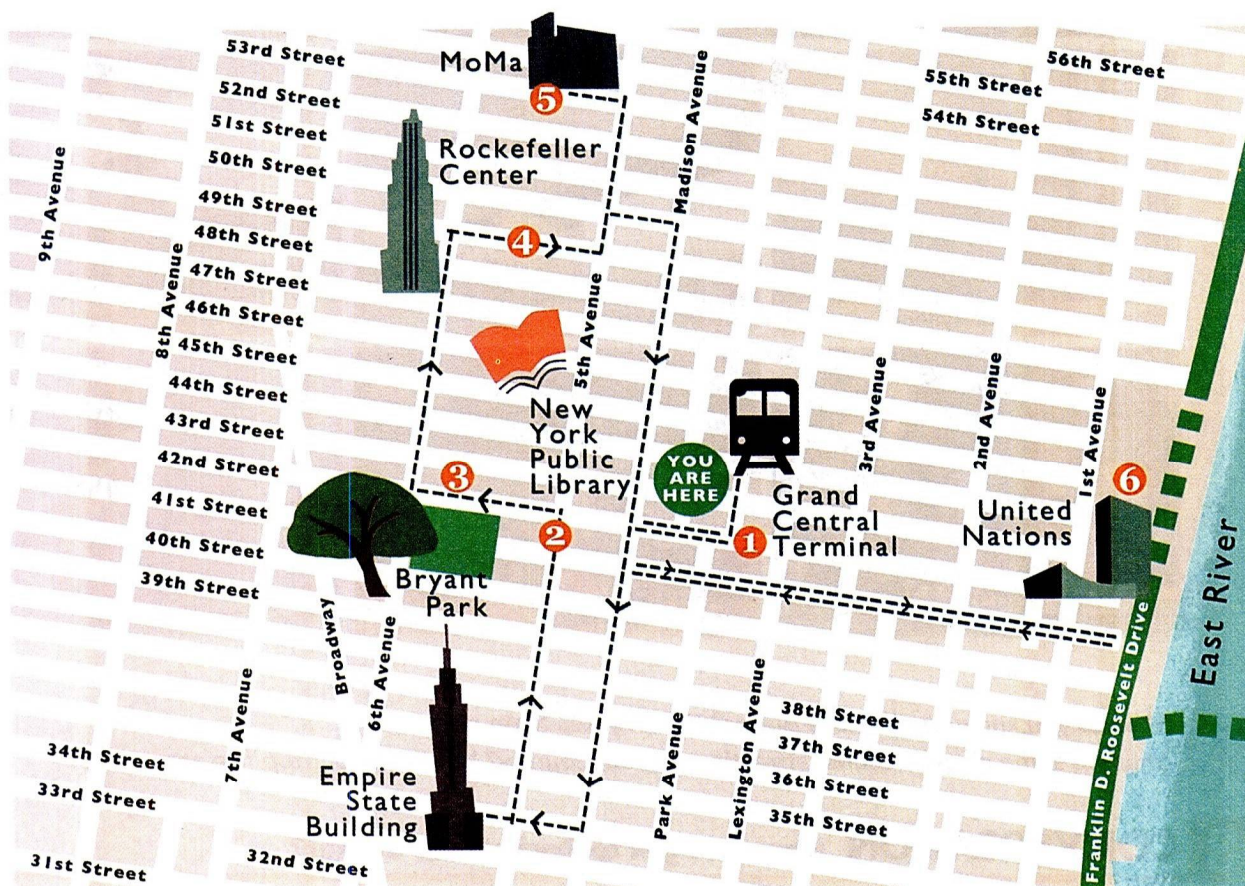 53rd Street
52nd Street
51st Street
50th Street
49th Street
48th Street
47th Street
46th Street
45th Street
44th Street
43rd Street
42nd Street
41st Street
40th Street
39th Street
34th Street
33rd Street
31st Street
32nd Street
9th Avenue
8th Avenue
7th Avenue
Broadway
6th Avenue
MoMa
5
Rockefeller
Center
4
5th Avenue
Madison Avenue
New
York
Public
Library
3
2
Bryant
Park
Empire
State
Building
YOU
ARE
HERE
1
Grand
Central
Terminal
Park Avenue
Lexington Avenue
3rd Avenue
2nd Avenue
1st Avenue
56th Street
55th Street
54th Street
6
United
Nations
38th Street
37th Street
36th Street
35th Street
Franklin D. Roosevelt Drive
East River